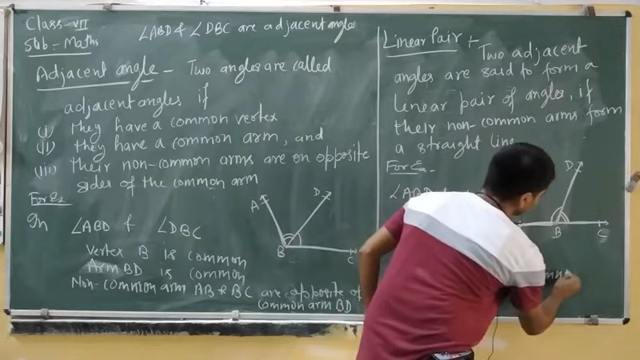 Class-VII
Sub-Maths
∠ABD & ∠DBC are adjacent angles
Adjacent angle - Two angles are called
adjacent angles if
(i) They have a common vertex
(ii) They have a common arm, and
(iii) Their non-common arms are on opposite
sides of the common arm
For Ex
In ∠ABD & ∠DBC
Vertex B is common
Arm BD is common
Non-common arm AB & BC are opposite of
common arm BD
A
D
B
C
Linear Pair :- Two adjacent
angles are said to form a
linear pair of angles, if
their non-common arms form
a straight line
For E
∠ABD
D
B
C